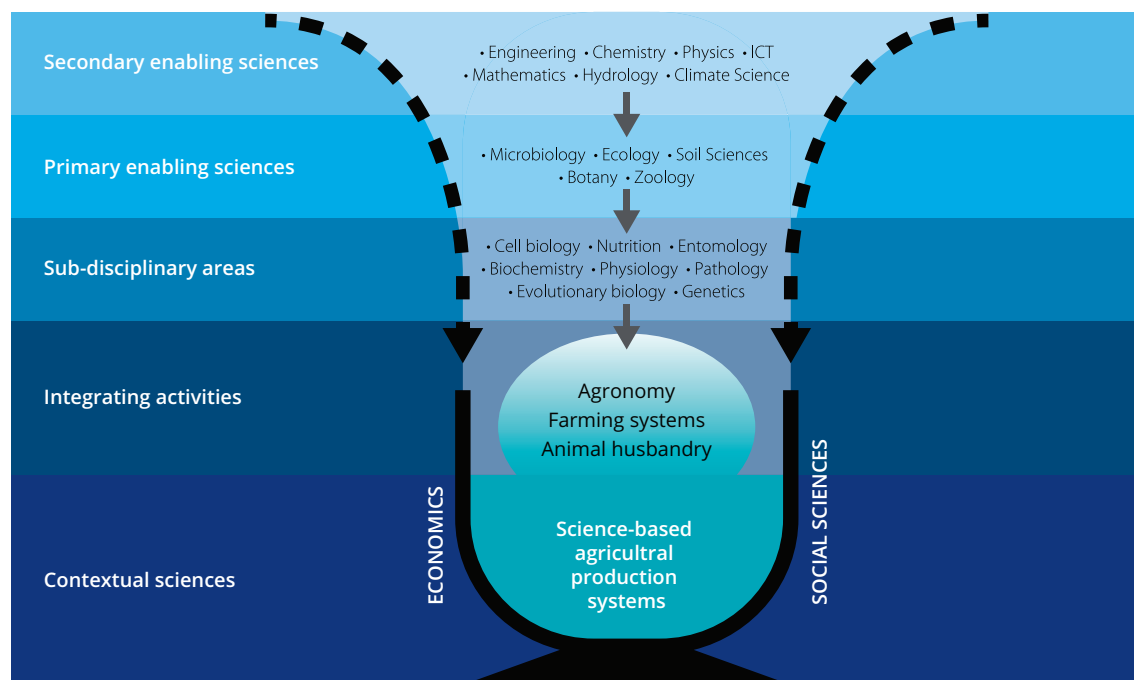 Secondary enabling sciences
• Engineering • Chemistry • Physics • ICT
• Mathematics • Hydrology • Climate Science
Primary enabling sciences
• Microbiology • Ecology • Soil Sciences
• Botany • Zoology
Sub-disciplinary areas
• Cell biology • Nutrition • Entomology
• Biochemistry • Physiology • Pathology
• Evolutionary biology • Genetics
Integrating activities
Agronomy
Farming systems
Animal husbandry
ECONOMICS
SOCIAL SCIENCES
Contextual sciences
Science-based
agricultral
production
systems